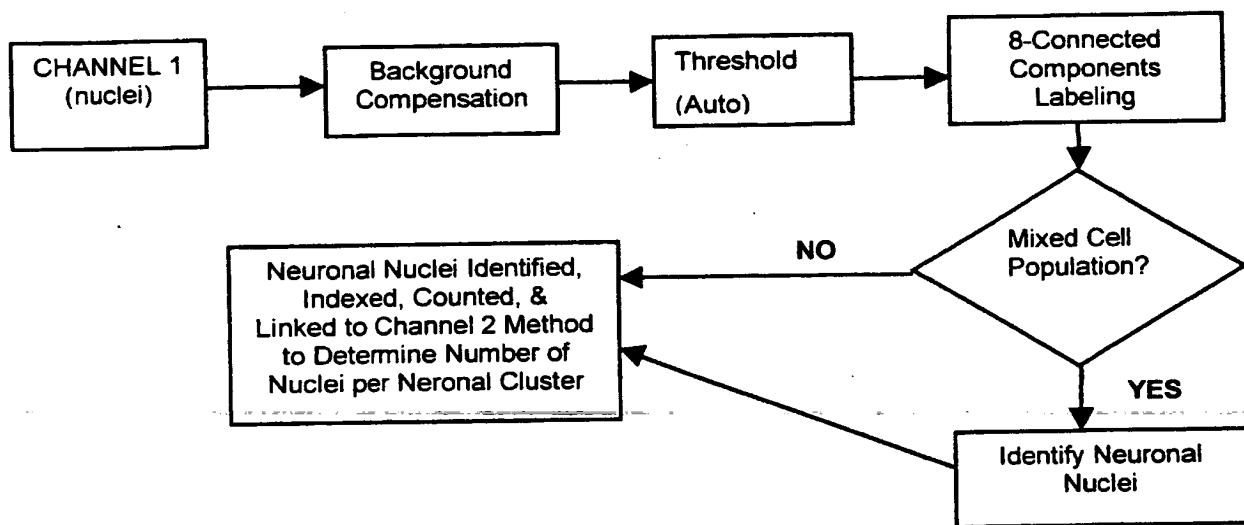 CHANNEL 1
(nuclei)
Background
Compensation
Threshold
(Auto)
8-Connected
Components
Labeling
Mixed Cell
Population?
NO
YES
Neuronal Nuclei Identified,
Indexed, Counted, &
Linked to Channel 2 Method
to Determine Number of
Nuclei per Neronal Cluster
Identify Neuronal
Nuclei